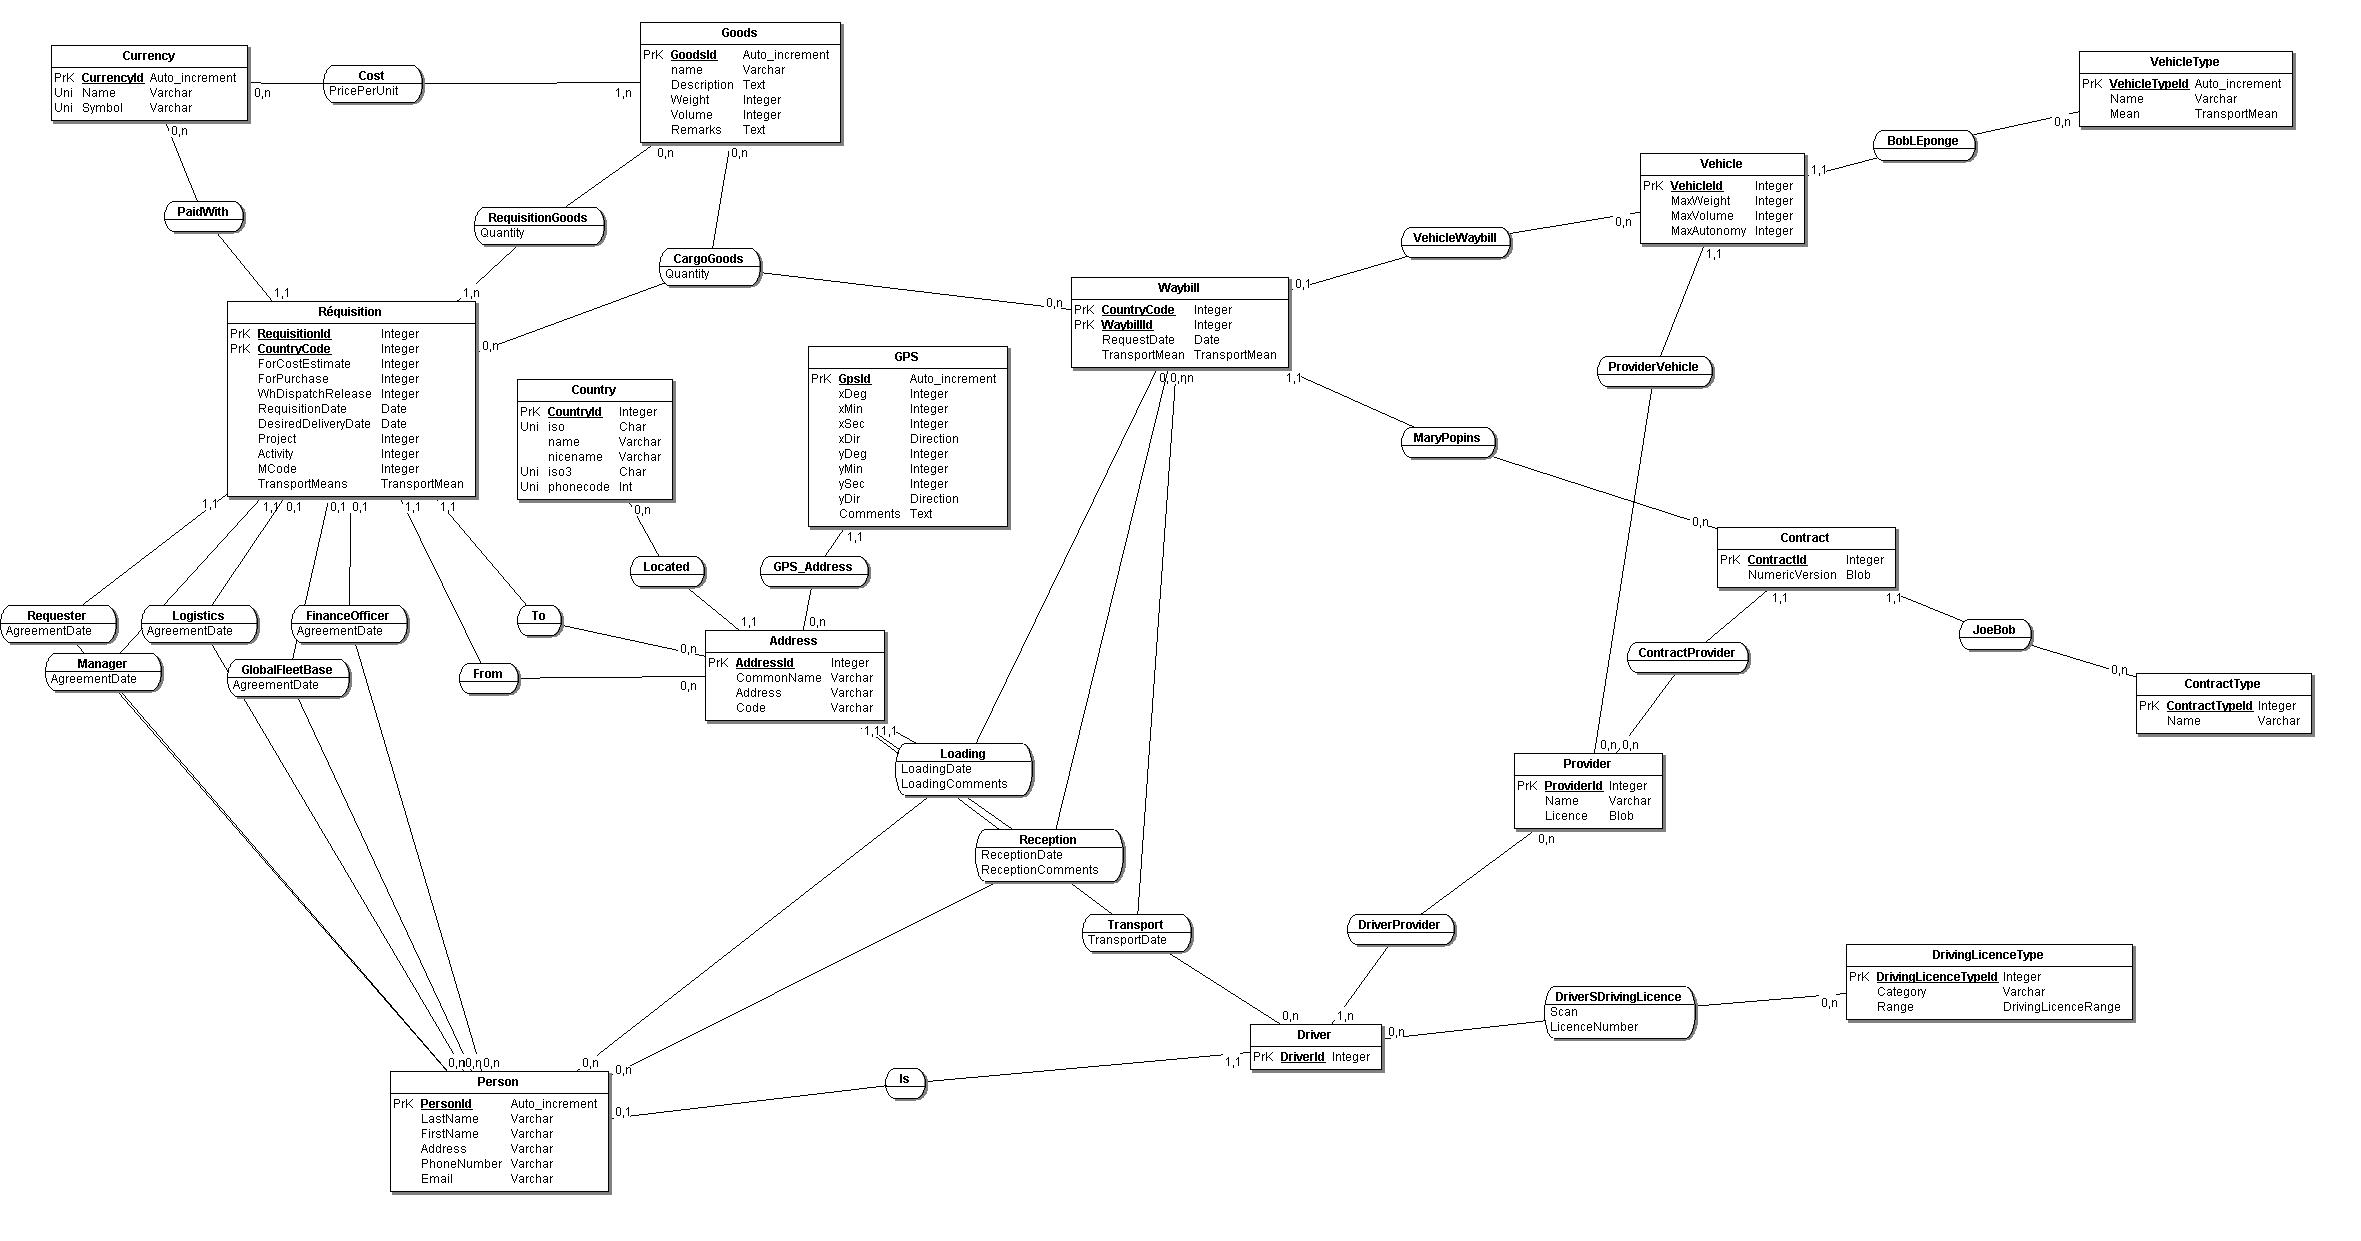 Currency
PrK CurrencyId Auto_increment
Uni Name Varchar
Uni Symbol Varchar
0,n
Cost
PricePerUnit
1,n
Goods
PrK GoodsId Auto_increment
name Varchar
Description Text
Weight Integer
Volume Integer
Remarks Text
0,n
0,n
0,n
PaidWith
1,1
RequisitionGoods
Quantity
1,n
CargoGoods
Quantity
0,n
0,n
VehicleType
PrK VehicleTypeId Auto_increment
Name Varchar
Mean TransportMean
0,n
BobLEponge
1,1
Vehicle
PrK VehicleId Integer
MaxWeight Integer
MaxVolume Integer
MaxAutonomy Integer
0,n
1,1
VehicleWaybill
0,1
Waybill
PrK CountryCode Integer
PrK WaybillId Integer
RequestDate Date
TransportMean TransportMean
1,1
Réquisition
PrK RequisitionId Integer
PrK CountryCode Integer
ForCostEstimate Integer
ForPurchase Integer
WhDispatchRelease Integer
RequisitionDate Date
DesiredDeliveryDate Date
Project Integer
Activity Integer
MCode Integer
TransportMeans TransportMean
1,1
1,1
0,1
0,1
0,1
1,1
1,1
Country
PrK CountryId Integer
Uni iso Char
name Varchar
nicename Varchar
Uni iso3 Char
Uni phonecode Int
0,n
GPS
PrK GpsId Auto_increment
xDeg Integer
xMin Integer
xSec Integer
xDir Direction
yDeg Integer
yMin Integer
ySec Integer
yDir Direction
Comments Text
1,1
ProviderVehicle
MaryPopins
0,n
Contract
PrK ContractId Integer
NumericVersion Blob
1,1
1,1
Located
GPS_Address
1,1
0,n
Requester
AgreementDate
Logistics
AgreementDate
FinanceOfficer
AgreementDate
To
0,n
Manager
AgreementDate
GlobalFleetBase
AgreementDate
From
0,n
Address
PrK AddressId Integer
CommonName Varchar
Address Varchar
Code Varchar
1,1
1,1
ContractProvider
JoeBob
0,n
ContractType
PrK ContractTypeId Integer
Name Varchar
0,n
0,n
Loading
LoadingDate
LoadingComments
Provider
PrK ProviderId Integer
Name Varchar
Licence Blob
0,n
Reception
ReceptionDate
ReceptionComments
Transport
TransportDate
DriverProvider
0,n
1,n
DrivingLicenceType
PrK DrivingLicenceTypeId Integer
Category Varchar
Range DrivingLicenceRange
0,n
DriverSDrivingLicence
Scan
LicenceNumber
0,n
Driver
PrK DriverId Integer
1,1
Is
0,1
0,n
0,n
0,n
0,n
Person
PrK PersonId Auto_increment
LastName Varchar
FirstName Varchar
Address Varchar
PhoneNumber Varchar
Email Varchar